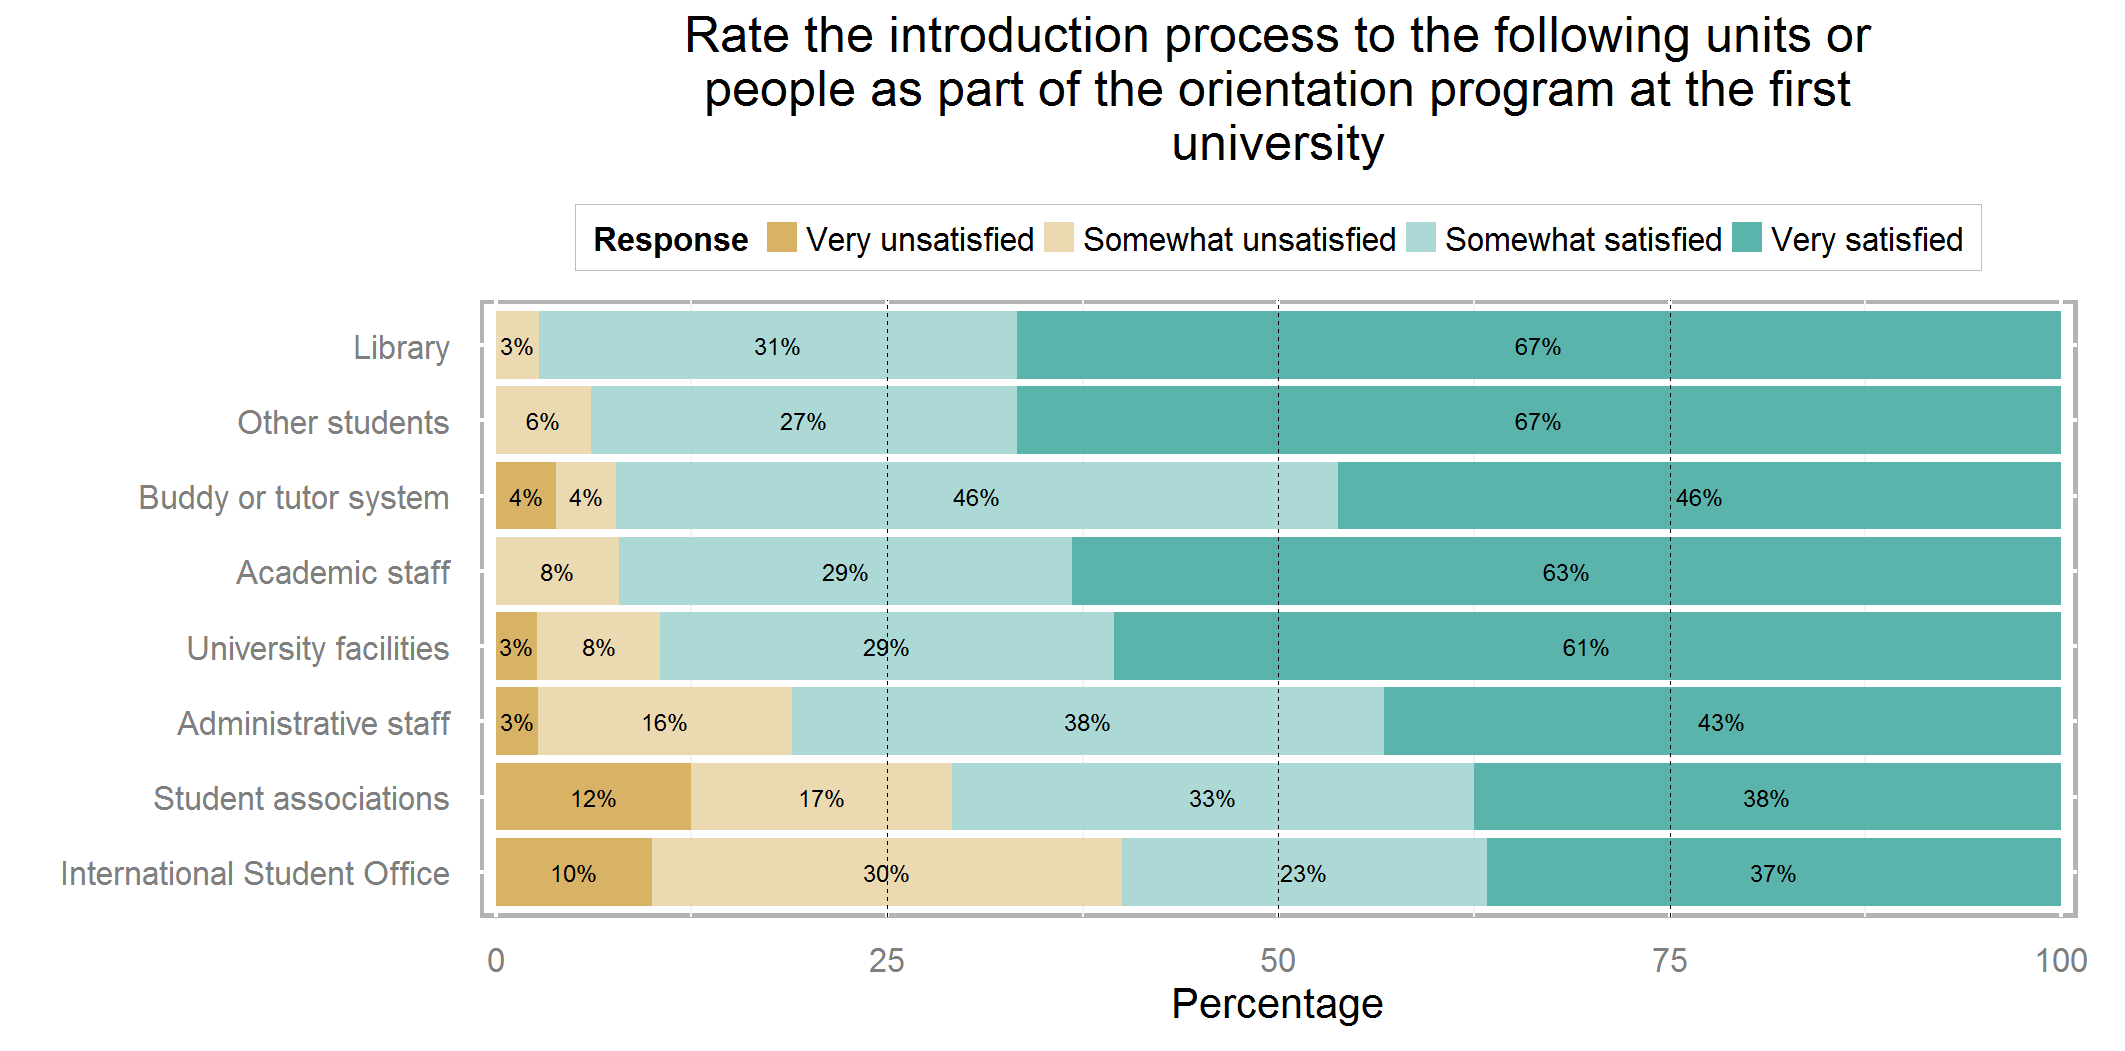 Rate the introduction process to the following units or
people as part of the orientation program at the first
university
Response Very unsatisfied Somewhat unsatisfied Somewhat satisfied Very satisfied
Library 3% 31% 67%
Other students 6% 27% 67%
Buddy or tutor system 4% 4% 46% 46%
Academic staff 8% 29% 63%
University facilities 3% 8% 29% 61%
Administrative staff 3% 16% 38% 43%
Student associations 12% 17% 33% 38%
International Student Office 10% 30% 23% 37%
0 25 50 75 100
Percentage